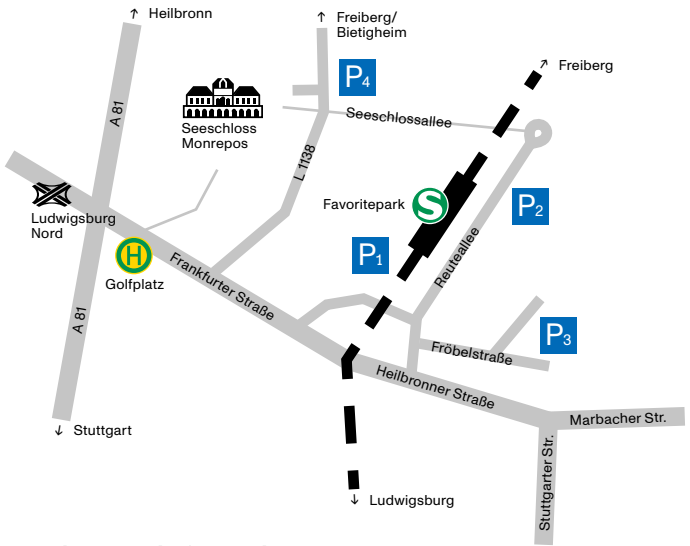 ↑ Heilbronn
↑ Freiberg/
Bietigheim
P4
↗ Freiberg
A 81
Seeschloss
Monrepos
Seeschlossallee
L 1138
Favoritepark
S
P2
Ludwigsburg
Nord
H
Golfplatz
P1
Reuteallee
Frankfurter Straße
A 81
P3
Fröbelstraße
Heilbronner Straße
Marbacher Str.
↓ Stuttgart
Stuttgarter Str.
↓ Ludwigsburg